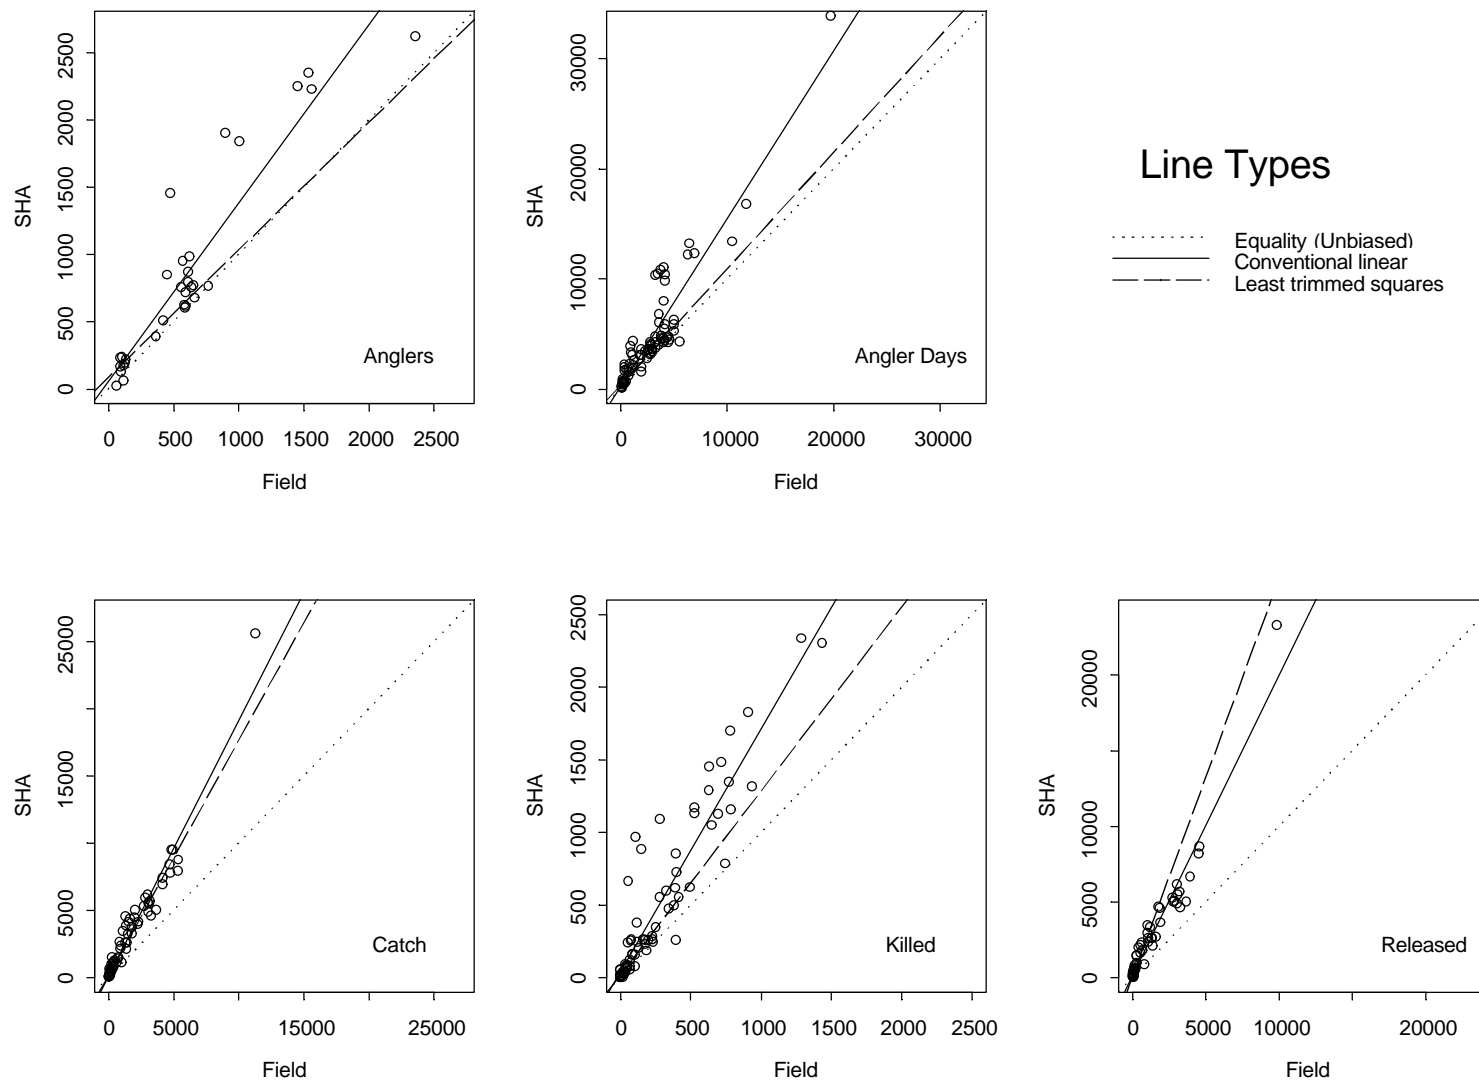 2500
2000
1500
1000
500
0
SHA
Anglers
0 500 1000 1500 2000 2500
Field
30000
20000
10000
0
SHA
Angler Days
0 10000 20000 30000
Field
Line Types
Equality (Unbiased)
Conventional linear
Least trimmed squares
25000
15000
5000
0
SHA
Catch
0 5000 15000 25000
Field
2500
2000
1500
1000
500
0
SHA
Killed
0 500 1000 1500 2000 2500
Field
20000
10000
5000
0
SHA
Released
0 5000 10000 20000
Field